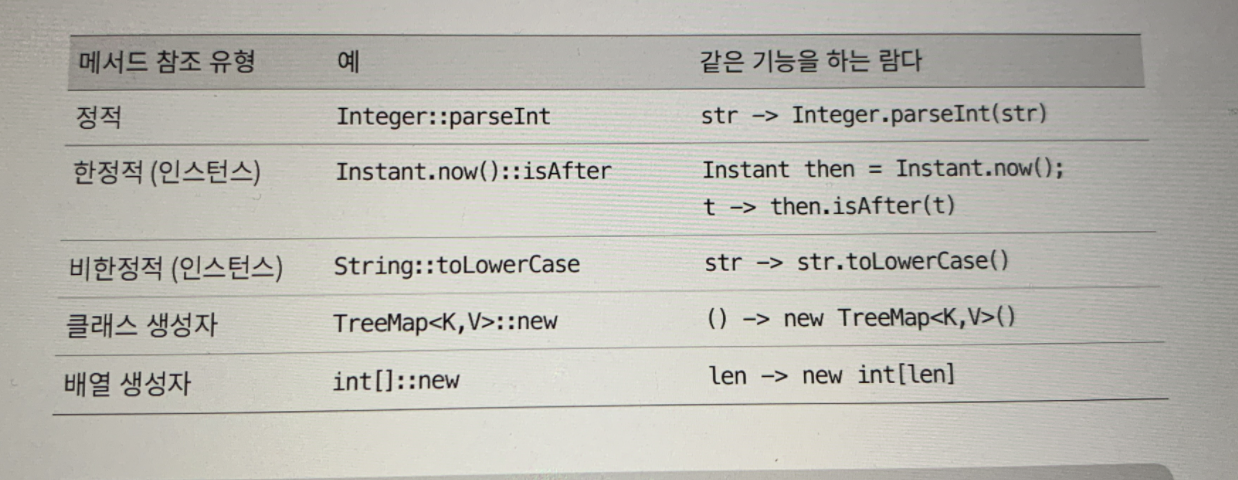 메서드 참조 유형 예 같은 기능을 하는 람다
정적 Integer::parseInt str -> Integer.parseInt(str)
한정적 (인스턴스) Instant.now()::isAfter Instant then = Instant.now();
t -> then.isAfter(t)
비한정적 (인스턴스) String::toLowerCase str -> str.toLowerCase()
클래스 생성자 TreeMap<K,V>::new () -> new TreeMap<K,V>()
배열 생성자 int[]::new len -> new int[len]